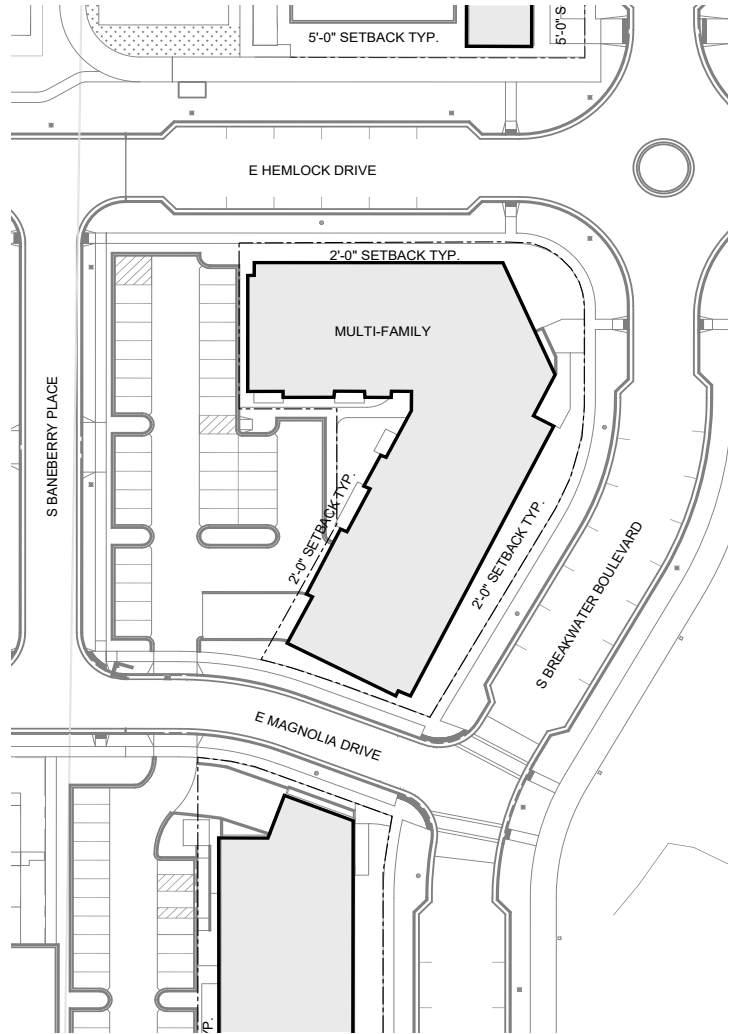 5'-0" SETBACK TYP.
5'-0" S
E HEMLOCK DRIVE
2'-0" SETBACK TYP.
MULTI-FAMILY
S BANEBERRY PLACE
2'-0" SETBACK TYP.
2'-0" SETBACK TYP.
S BREAKWATER BOULEVARD
E MAGNOLIA DRIVE
YP.